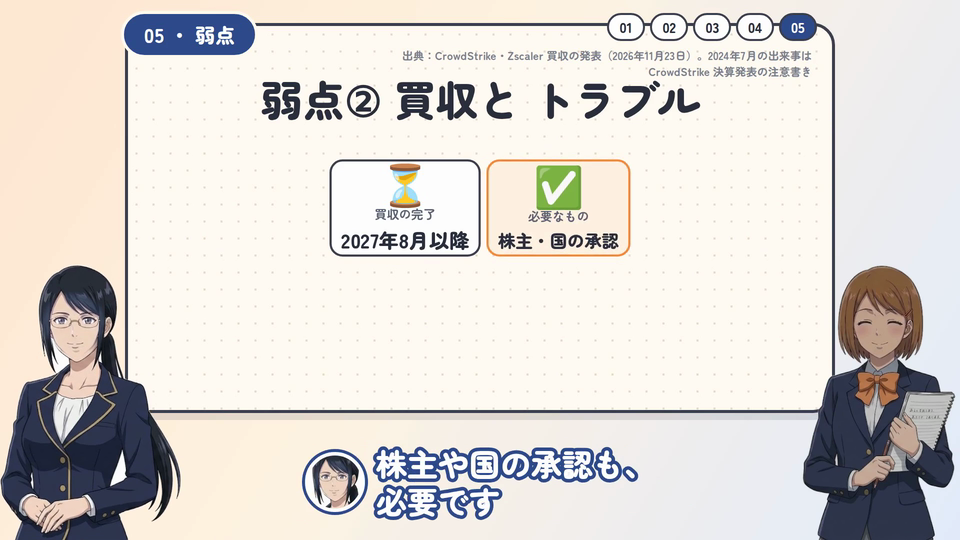 05 ・ 弱点
01 02 03 04 05
出典：CrowdStrike・Zscaler 買収の発表（2026年11月23日）。2024年7月の出来事は
CrowdStrike 決算発表の注意書き
弱点② 買収と トラブル
買収の完了
2027年8月以降
必要なもの
株主・国の承認
株主や国の承認も、
必要です